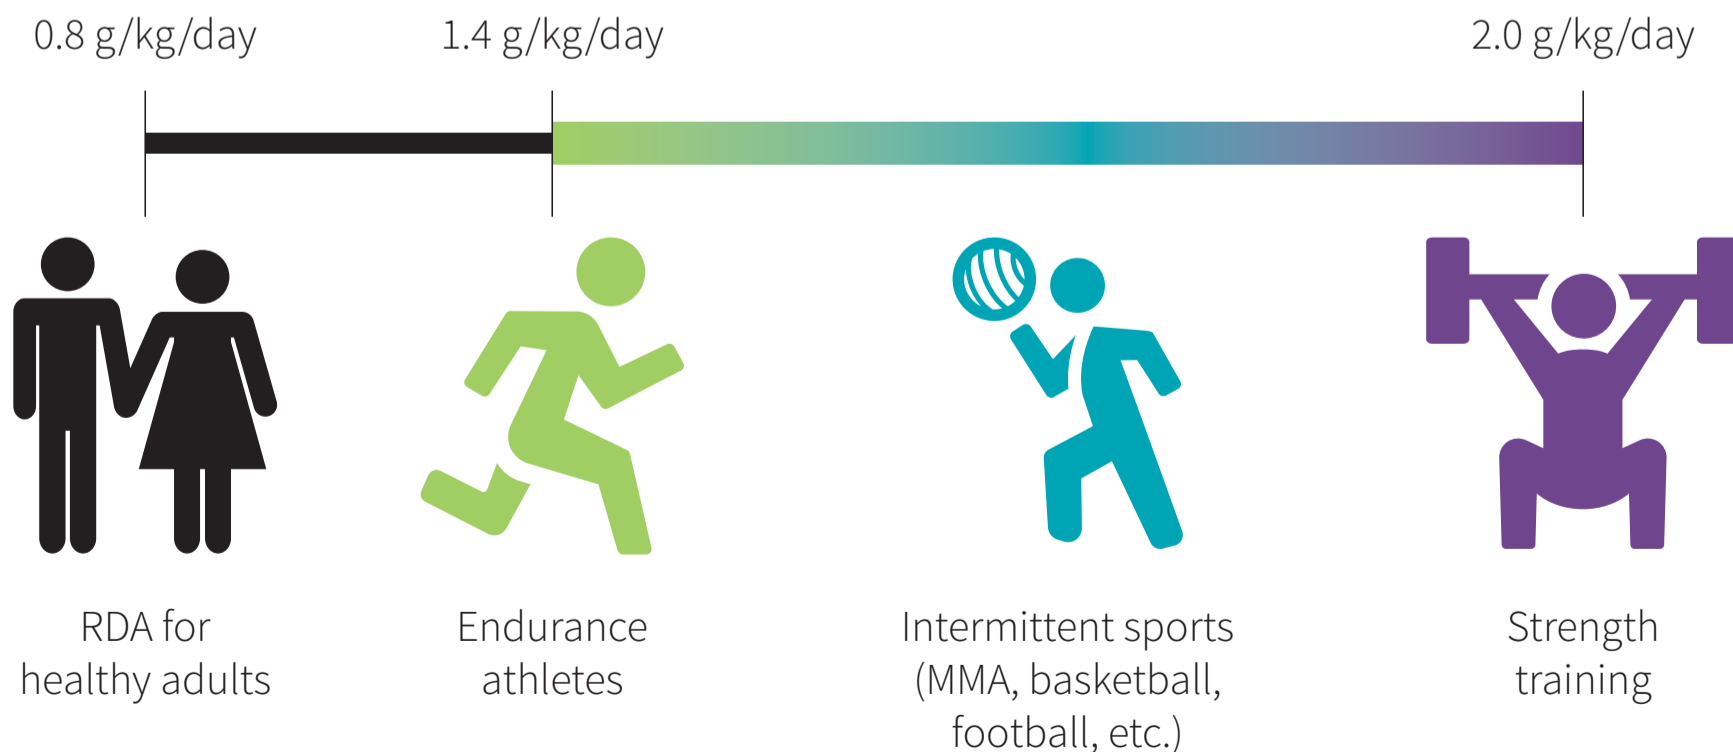 0.8 g/kg/day
1.4 g/kg/day
2.0 g/kg/day
RDA for
healthy adults
Endurance
athletes
Intermittent sports
(MMA, basketball,
football, etc.)
Strength
training